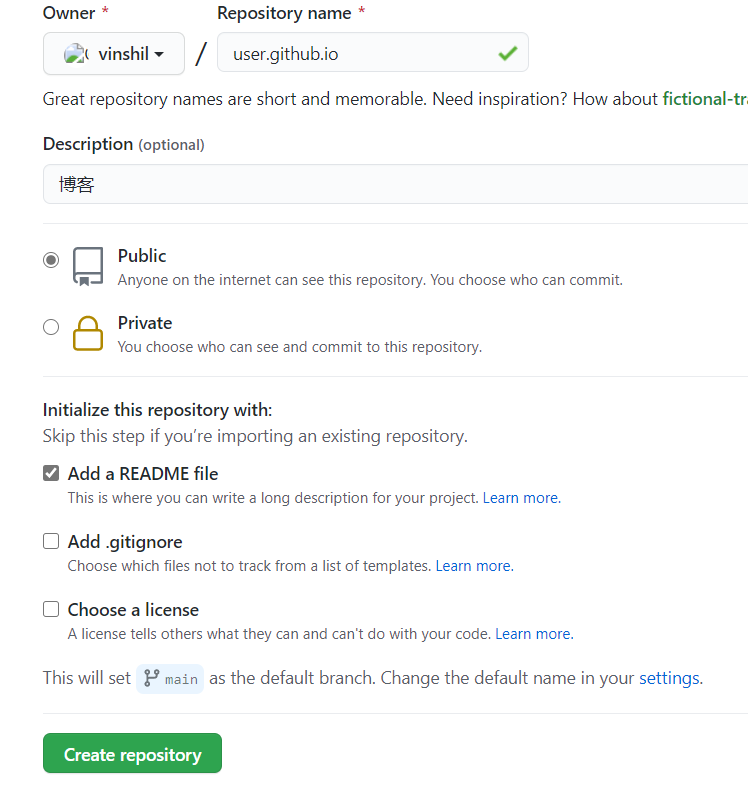 Owner * Repository name *
vinshil / user.github.io
Great repository names are short and memorable. Need inspiration? How about fictional-tra
Description (optional)
博客
Public
Anyone on the internet can see this repository. You choose who can commit.
Private
You choose who can see and commit to this repository.
Initialize this repository with:
Skip this step if you’re importing an existing repository.
Add a README file
This is where you can write a long description for your project. Learn more.
Add .gitignore
Choose which files not to track from a list of templates. Learn more.
Choose a license
A license tells others what they can and can't do with your code. Learn more.
This will set main as the default branch. Change the default name in your settings.
Create repository